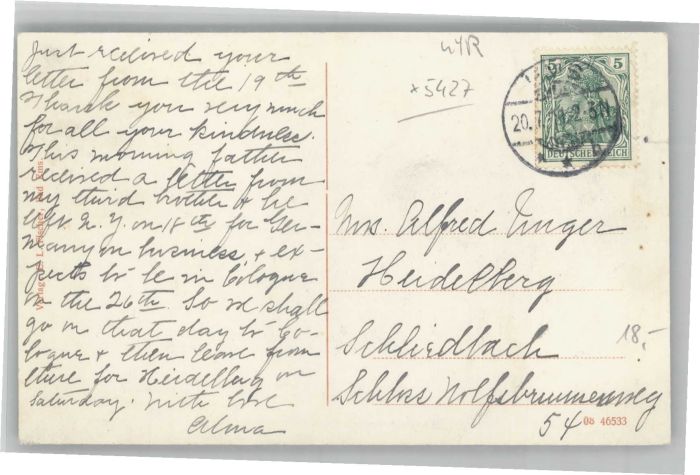 Just received your
letter from the 19th
Thank you very much
for all your kindness.
This morning father
received a letter from
my third brother & he
left N.Y. on 18th for Ger-
many on business, & ex-
pects to be in Cologne
on the 26th. So we shall
go on that day to Co-
logne & then leave from
there for Heidelberg on
Saturday. With love
Alma
44R
*5427
5 5
20. 2-3N
DEUTSCHES REICH
Mrs. Alfred Unger
Heidelberg
Schlierbach
Schloss Wolfsbrunnenweg
54
18.-
08 46533